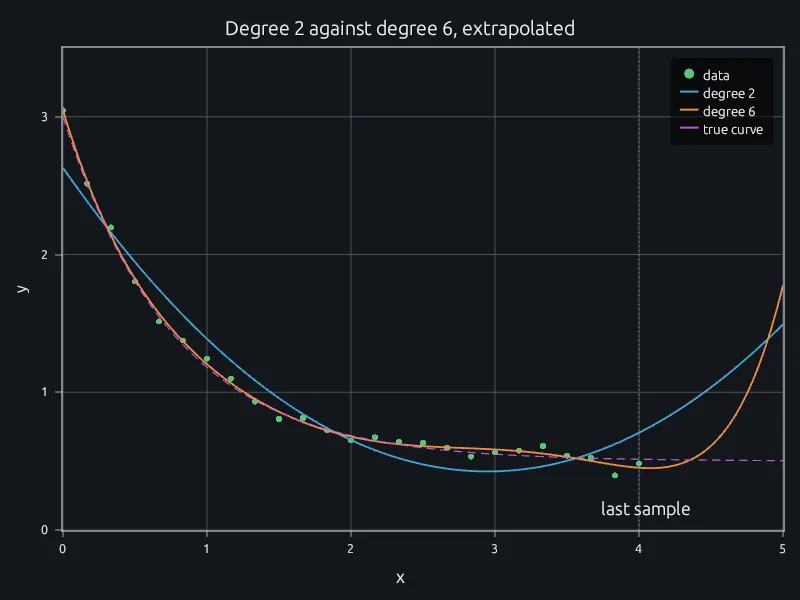 Degree 2 against degree 6, extrapolated
data
degree 2
degree 6
true curve
3
2
y
1
last sample
0
0 1 2 3 4 5
x